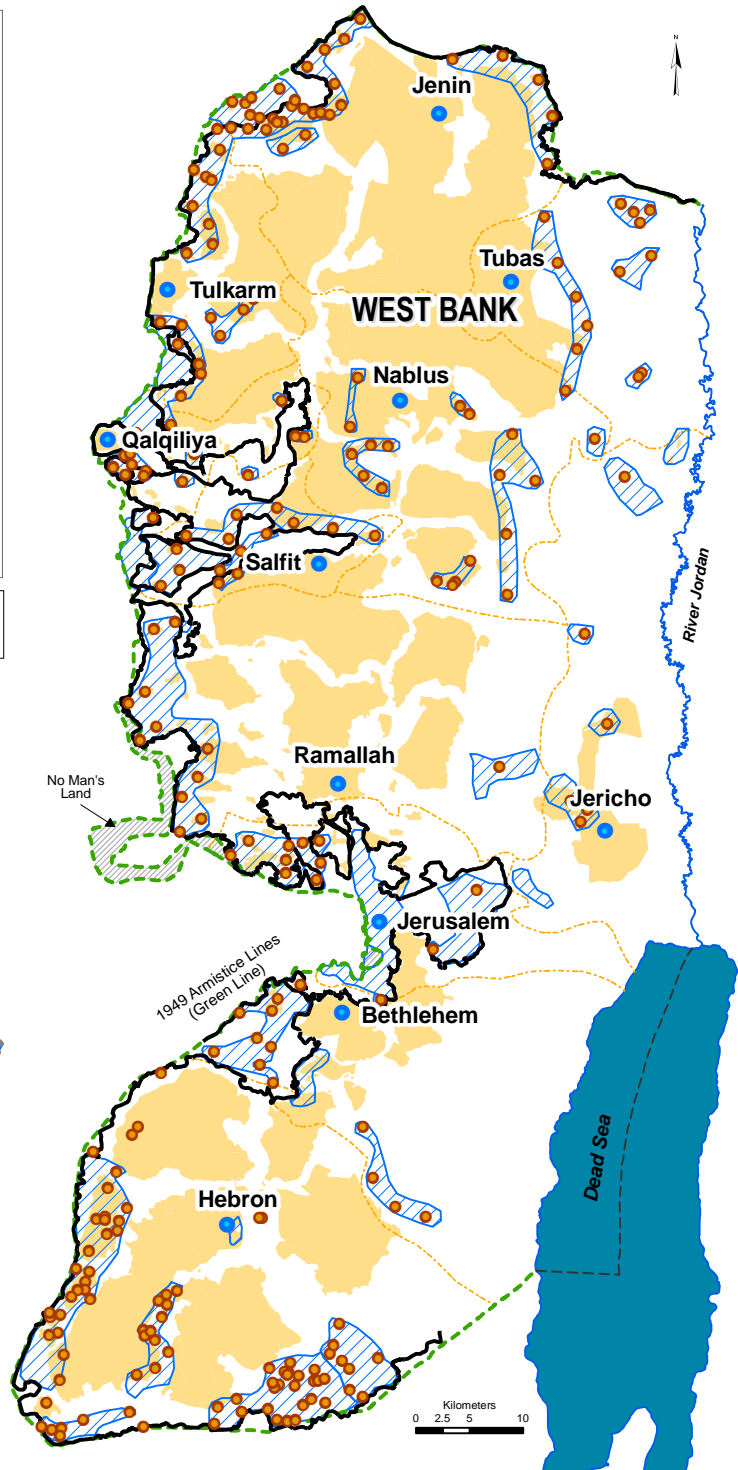 N
Jenin
Tubas
Tulkarm
WEST BANK
Nablus
Qalqiliya
Salfit
River Jordan
Ramallah
No Man's
Land
Jericho
Jerusalem
1949 Armistice Lines
(Green Line)
Bethlehem
Dead Sea
Hebron
Kilometers
0 2.5 5 10